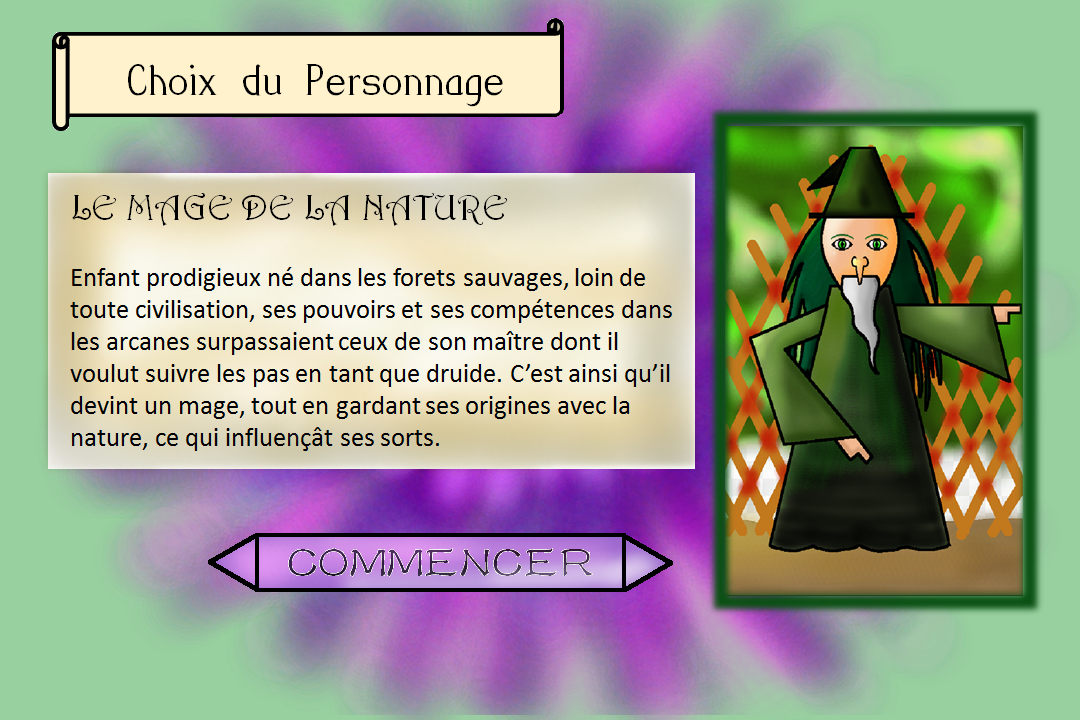 Choix du Personnage
LE MAGE DE LA NATURE
Enfant prodigieux né dans les forets sauvages, loin de
toute civilisation, ses pouvoirs et ses compétences dans
les arcanes surpassaient ceux de son maître dont il
voulut suivre les pas en tant que druide. C’est ainsi qu’il
devint un mage, tout en gardant ses origines avec la
nature, ce qui influençât ses sorts.
COMMENCER